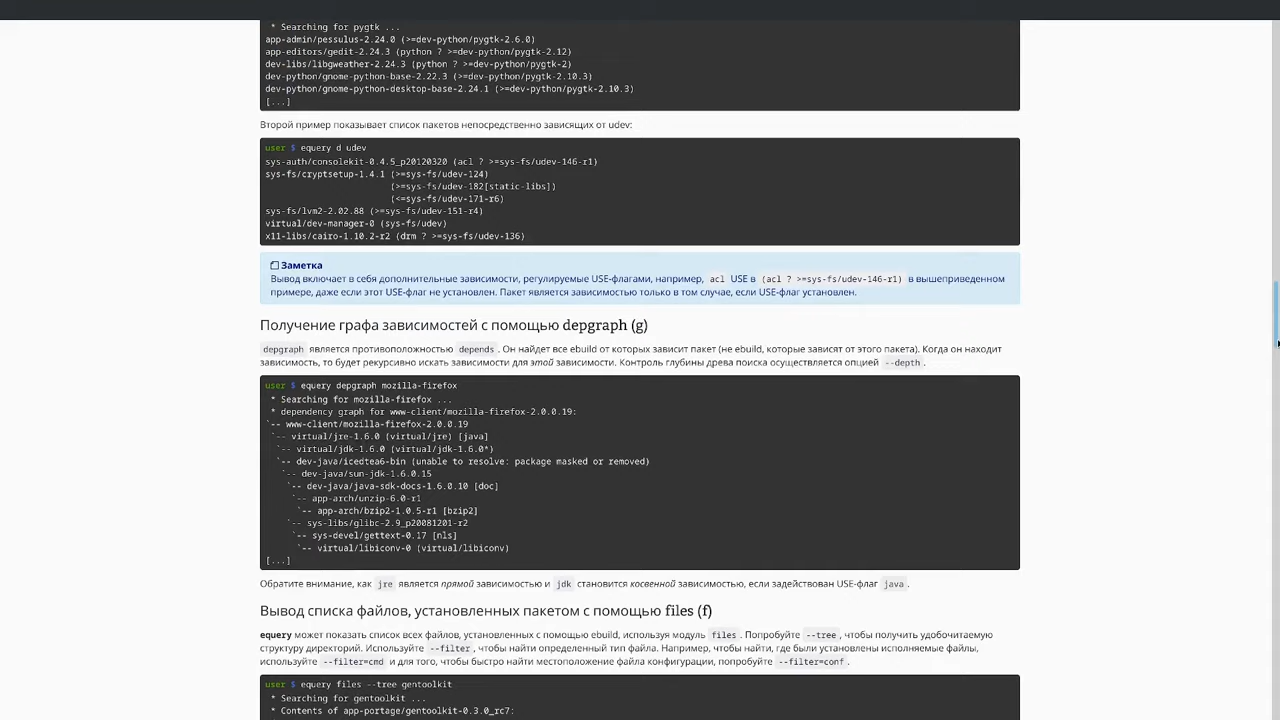 * Searching for pygtk ...
app-admin/pessulus-2.24.0 (>=dev-python/pygtk-2.6.0)
app-editors/gedit-2.24.3 (python ? >=dev-python/pygtk-2.12)
dev-libs/libgweather-2.24.3 (python ? >=dev-python/pygtk-2)
dev-python/gnome-python-base-2.22.3 (>=dev-python/pygtk-2.10.3)
dev-python/gnome-python-desktop-base-2.24.1 (>=dev-python/pygtk-2.10.3)
[...]
Второй пример показывает список пакетов непосредственно зависящих от udev:
user $ equery d udev
sys-auth/consolekit-0.4.5_p20120320 (acl ? >=sys-fs/udev-146-r1)
sys-fs/cryptsetup-1.4.1 (>=sys-fs/udev-124)
(>=sys-fs/udev-182[static-libs])
(<=sys-fs/udev-171-r6)
sys-fs/lvm2-2.02.88 (>=sys-fs/udev-151-r4)
virtual/dev-manager-0 (sys-fs/udev)
x11-libs/cairo-1.10.2-r2 (drm ? >=sys-fs/udev-136)
Заметка
Вывод включает в себя дополнительные зависимости, регулируемые USE-флагами, например, acl USE в (acl ? >=sys-fs/udev-146-r1) в вышеприведенном
примере, даже если этот USE-флаг не установлен. Пакет является зависимостью только в том случае, если USE-флаг установлен.
Получение графа зависимостей с помощью depgraph (g)
depgraph является противоположностью depends. Он найдет все ebuild от которых зависит пакет (не ebuild, которые зависят от этого пакета). Когда он находит
зависимость, то будет рекурсивно искать зависимости для этой зависимости. Контроль глубины древа поиска осуществляется опцией --depth.
user $ equery depgraph mozilla-firefox
* Searching for mozilla-firefox ...
* dependency graph for www-client/mozilla-firefox-2.0.0.19:
`-- www-client/mozilla-firefox-2.0.0.19
`-- virtual/jre-1.6.0 (virtual/jre) [java]
`-- virtual/jdk-1.6.0 (virtual/jdk-1.6.0*)
`-- dev-java/icedtea6-bin (unable to resolve: package masked or removed)
`-- dev-java/sun-jdk-1.6.0.15
`-- dev-java/java-sdk-docs-1.6.0.10 [doc]
`-- app-arch/unzip-6.0-r1
`-- app-arch/bzip2-1.0.5-r1 [bzip2]
`-- sys-libs/glibc-2.9_p20081201-r2
`-- sys-devel/gettext-0.17 [nls]
`-- virtual/libiconv-0 (virtual/libiconv)
[...]
Обратите внимание, как jre является прямой зависимостью и jdk становится косвенной зависимостью, если задействован USE-флаг java.
Вывод списка файлов, установленных пакетом с помощью files (f)
equery может показать список всех файлов, установленных с помощью ebuild, используя модуль files. Попробуйте --tree, чтобы получить удобочитаемую
структуру директорий. Используйте --filter, чтобы найти определенный тип файла. Например, чтобы найти, где были установлены исполняемые файлы,
используйте --filter=cmd и для того, чтобы быстро найти местоположение файла конфигурации, попробуйте --filter=conf.
user $ equery files --tree gentoolkit
* Searching for gentoolkit ...
* Contents of app-portage/gentoolkit-0.3.0_rc7: